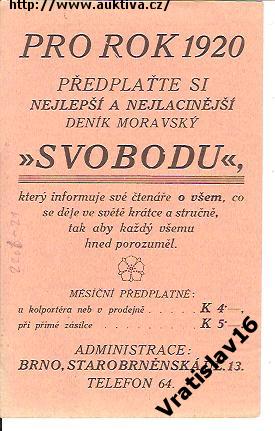 http://www.auktiva.cz/
PRO ROK 1920
PŘEDPLAŤTE SI
NEJLEPŠÍ A NEJLACINĚJŠÍ
DENÍK MORAVSKÝ
»SVOBODU«,
který informuje své čtenáře o všem, co
se děje ve světě krátce a stručně,
tak aby každý všemu
hned porozuměl.
MĚSÍČNÍ PŘEDPLATNÉ:
u kolportéra neb v prodejně . K 4·—,
při přímé zásilce . . . . K 5·—
ADMINISTRACE:
BRNO, STAROBRNĚNSKÁ Č. 13.
TELEFON 64.
Vratislav16